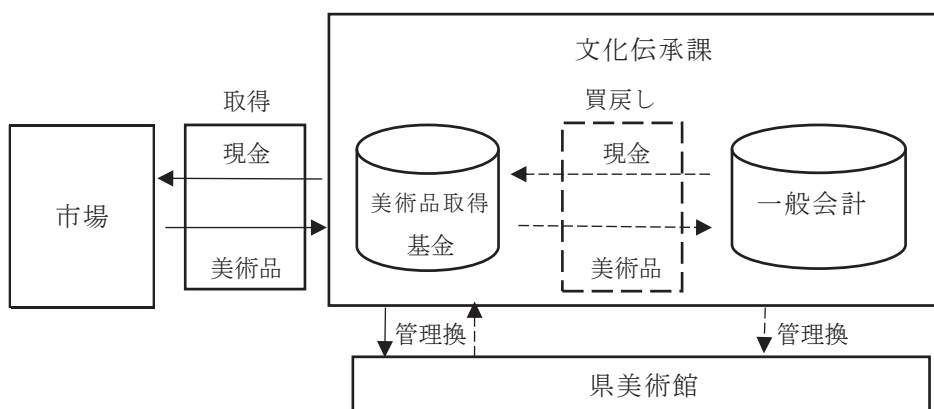 文化伝承課
取得
買戻し
現金
現金
市場
美術品取得
基金
一般会計
美術品
美術品
管理換
管理換
県美術館